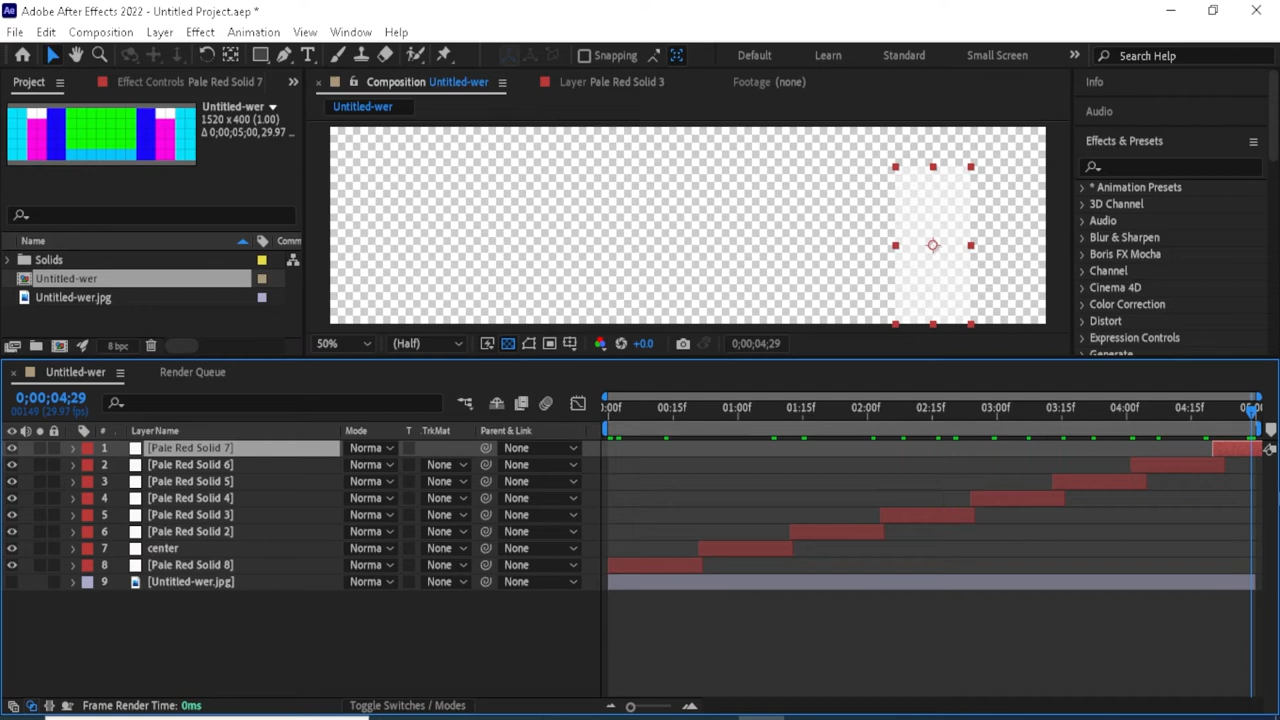 Ae Adobe After Effects 2022 - Untitled Project.aep *
File Edit Composition Layer Effect Animation View Window Help
Snapping Default Learn Standard Small Screen Search Help
Project Effect Controls Pale Red Solid 7 Composition Untitled-wer Layer Pale Red Solid 3 Footage (none) Info
Untitled-wer
1520 x 400 (1.00)
Δ 0;00;05;00, 29.97 ...
Untitled-wer
Audio
Effects & Presets
* Animation Presets
3D Channel
Audio
Blur & Sharpen
Boris FX Mocha
Channel
Cinema 4D
Color Correction
Distort
Expression Controls
Generate
Name Comm
Solids
Untitled-wer
Untitled-wer.jpg
8 bpc
50% (Half) +0.0 0;00;04;29
Untitled-wer Render Queue
0;00;04;29
00149 (29.97 fps)
:00f 00:15f 01:00f 01:15f 02:00f 02:15f 03:00f 03:15f 04:00f 04:15f 05:00f
# Layer Name Mode T .TrkMat Parent & Link
1 [Pale Red Solid 7] Norma None
2 [Pale Red Solid 6] Norma None None
3 [Pale Red Solid 5] Norma None None
4 [Pale Red Solid 4] Norma None None
5 [Pale Red Solid 3] Norma None None
6 [Pale Red Solid 2] Norma None None
7 center Norma None None
8 [Pale Red Solid 8] Norma None None
9 [Untitled-wer.jpg] Norma None None
Frame Render Time: 0ms Toggle Switches / Modes